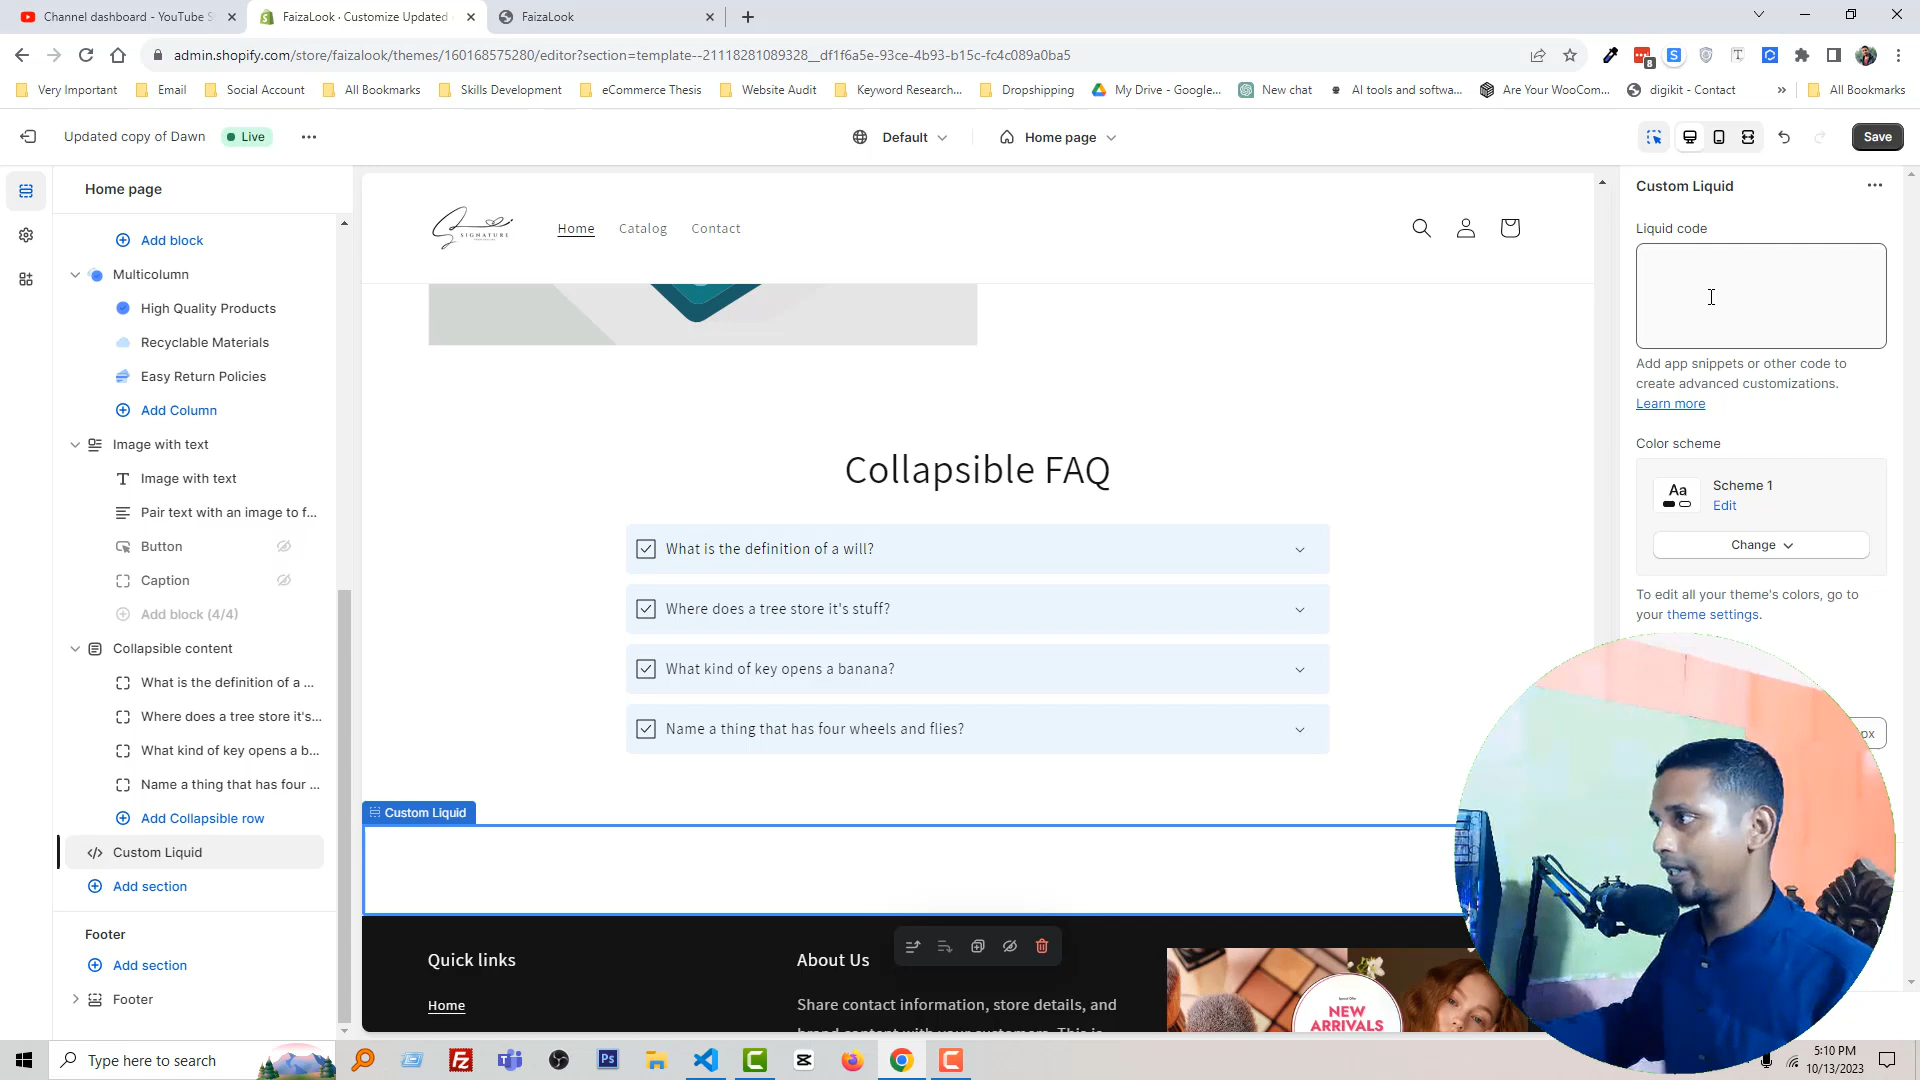 Channel dashboard - YouTube S
FaizaLook · Customize Updated
FaizaLook
admin.shopify.com/store/faizalook/themes/160168575280/editor?section=template--21118281089328__df1f6a5e-93ce-4b93-b15c-fc4c089a0ba5
8
Very Important
Email
Social Account
All Bookmarks
Skills Development
eCommerce Thesis
Website Audit
Keyword Research...
Dropshipping
My Drive - Google...
New chat
AI tools and softwa...
Are Your WooCom...
digikit - Contact
»
All Bookmarks
Updated copy of Dawn
Live
Default
Home page
Save
Home page
Add block
Multicolumn
High Quality Products
Recyclable Materials
Easy Return Policies
Add Column
Image with text
Image with text
Pair text with an image to f...
Button
Caption
Add block (4/4)
Collapsible content
What is the definition of a ...
Where does a tree store it's...
What kind of key opens a b...
Name a thing that has four ...
Add Collapsible row
Custom Liquid
Add section
Footer
Add section
Footer
SIGNATURE
Home
Catalog
Contact
Collapsible FAQ
What is the definition of a will?
Where does a tree store it's stuff?
What kind of key opens a banana?
Name a thing that has four wheels and flies?
Custom Liquid
Quick links
Home
About Us
Share contact information, store details, and
brand content with your customers. This is
NEW
ARRIVALS
Custom Liquid
Liquid code
Add app snippets or other code to
create advanced customizations.
Learn more
Color scheme
Aa
Scheme 1
Edit
Change
To edit all your theme's colors, go to
your theme settings.
px
Type here to search
5:10 PM
10/13/2023